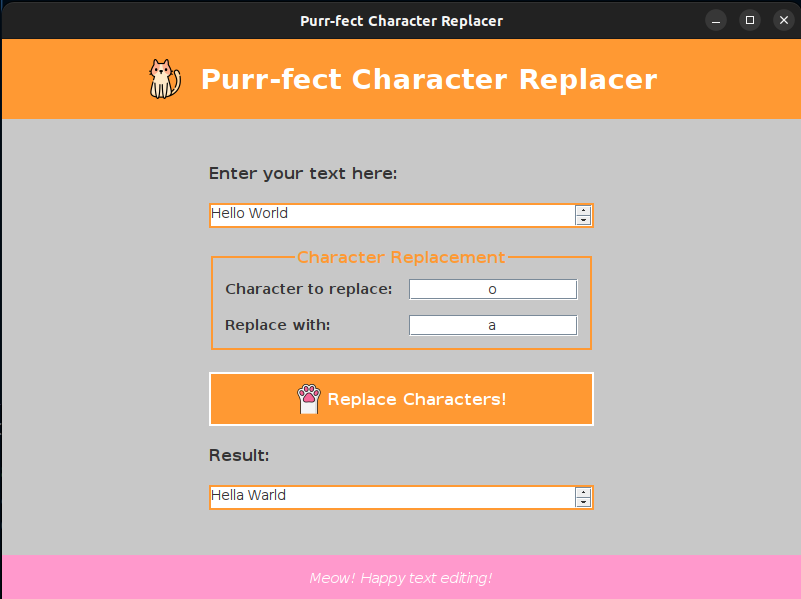 Purr-fect Character Replacer
Purr-fect Character Replacer
Enter your text here:
Hello World
Character Replacement
Character to replace: o
Replace with: a
Replace Characters!
Result:
Hella Warld
Meow! Happy text editing!